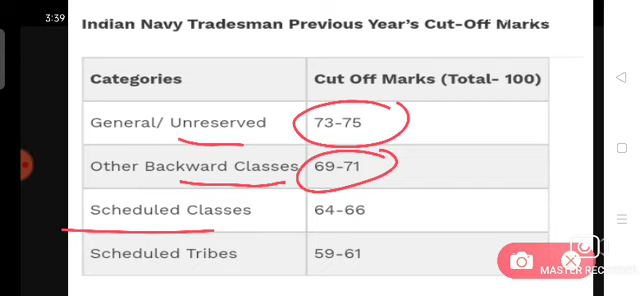 3:39
Indian Navy Tradesman Previous Year's Cut-Off Marks
Categories Cut Off Marks (Total- 100)
General/ Unreserved 73-75
Other Backward Classes 69-71
Scheduled Classes 64-66
Scheduled Tribes 59-61
MASTER